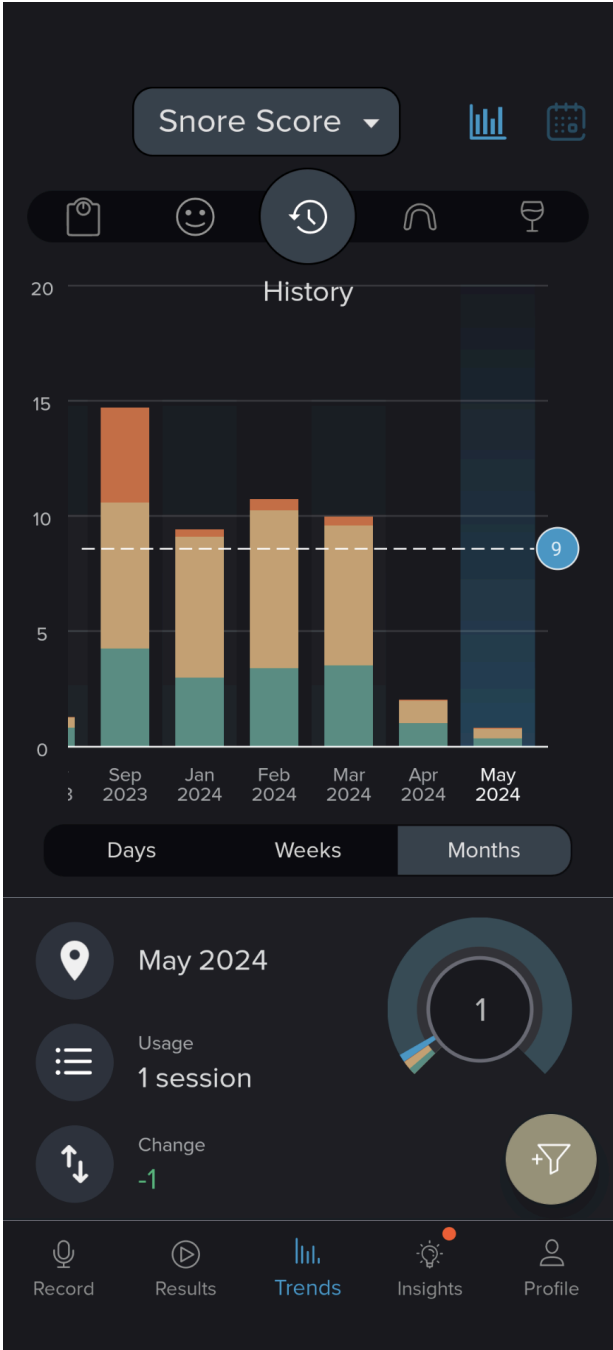 Snore Score
History
20
15
10
9
5
0
3
Sep
2023
Jan
2024
Feb
2024
Mar
2024
Apr
2024
May
2024
Days
Weeks
Months
May 2024
1
Usage
1 session
Change
-1
Record
Results
Trends
Insights
Profile